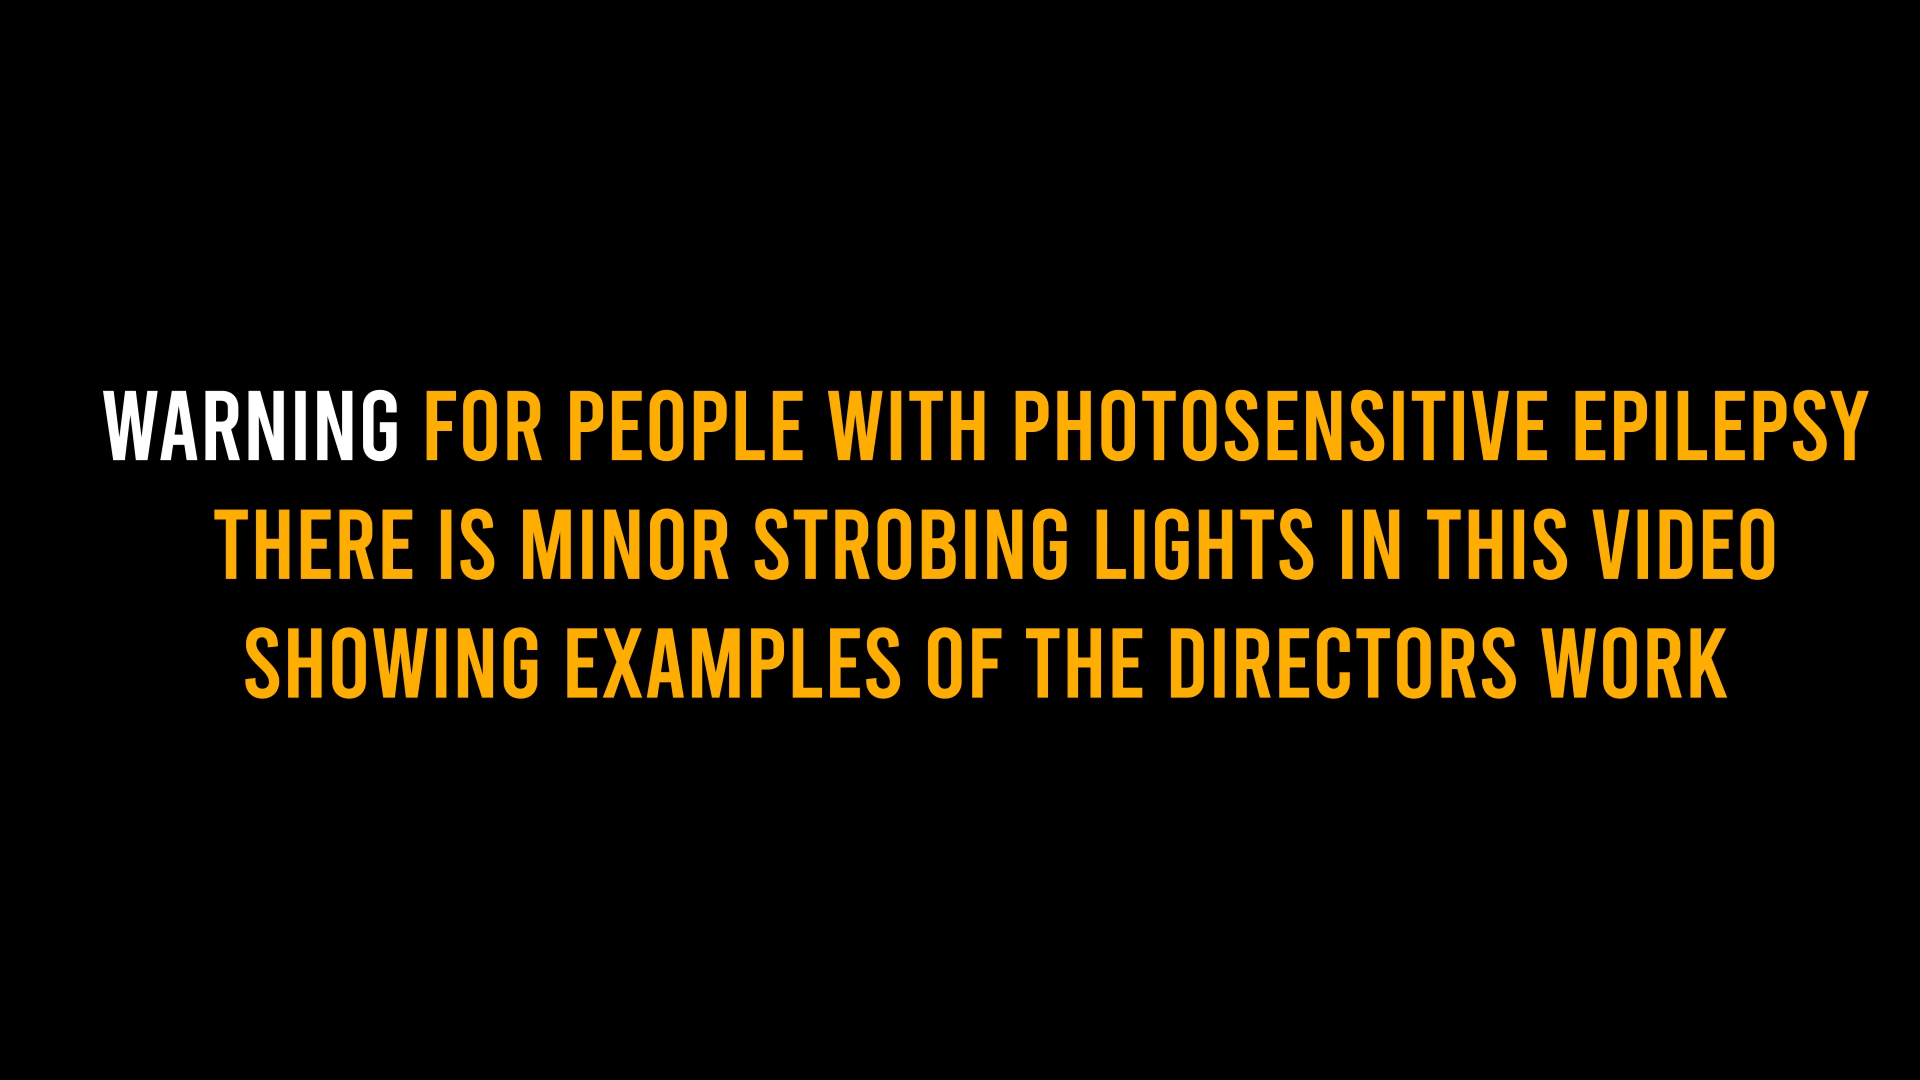 WARNING FOR PEOPLE WITH PHOTOSENSITIVE EPILEPSY
THERE IS MINOR STROBING LIGHTS IN THIS VIDEO
SHOWING EXAMPLES OF THE DIRECTORS WORK